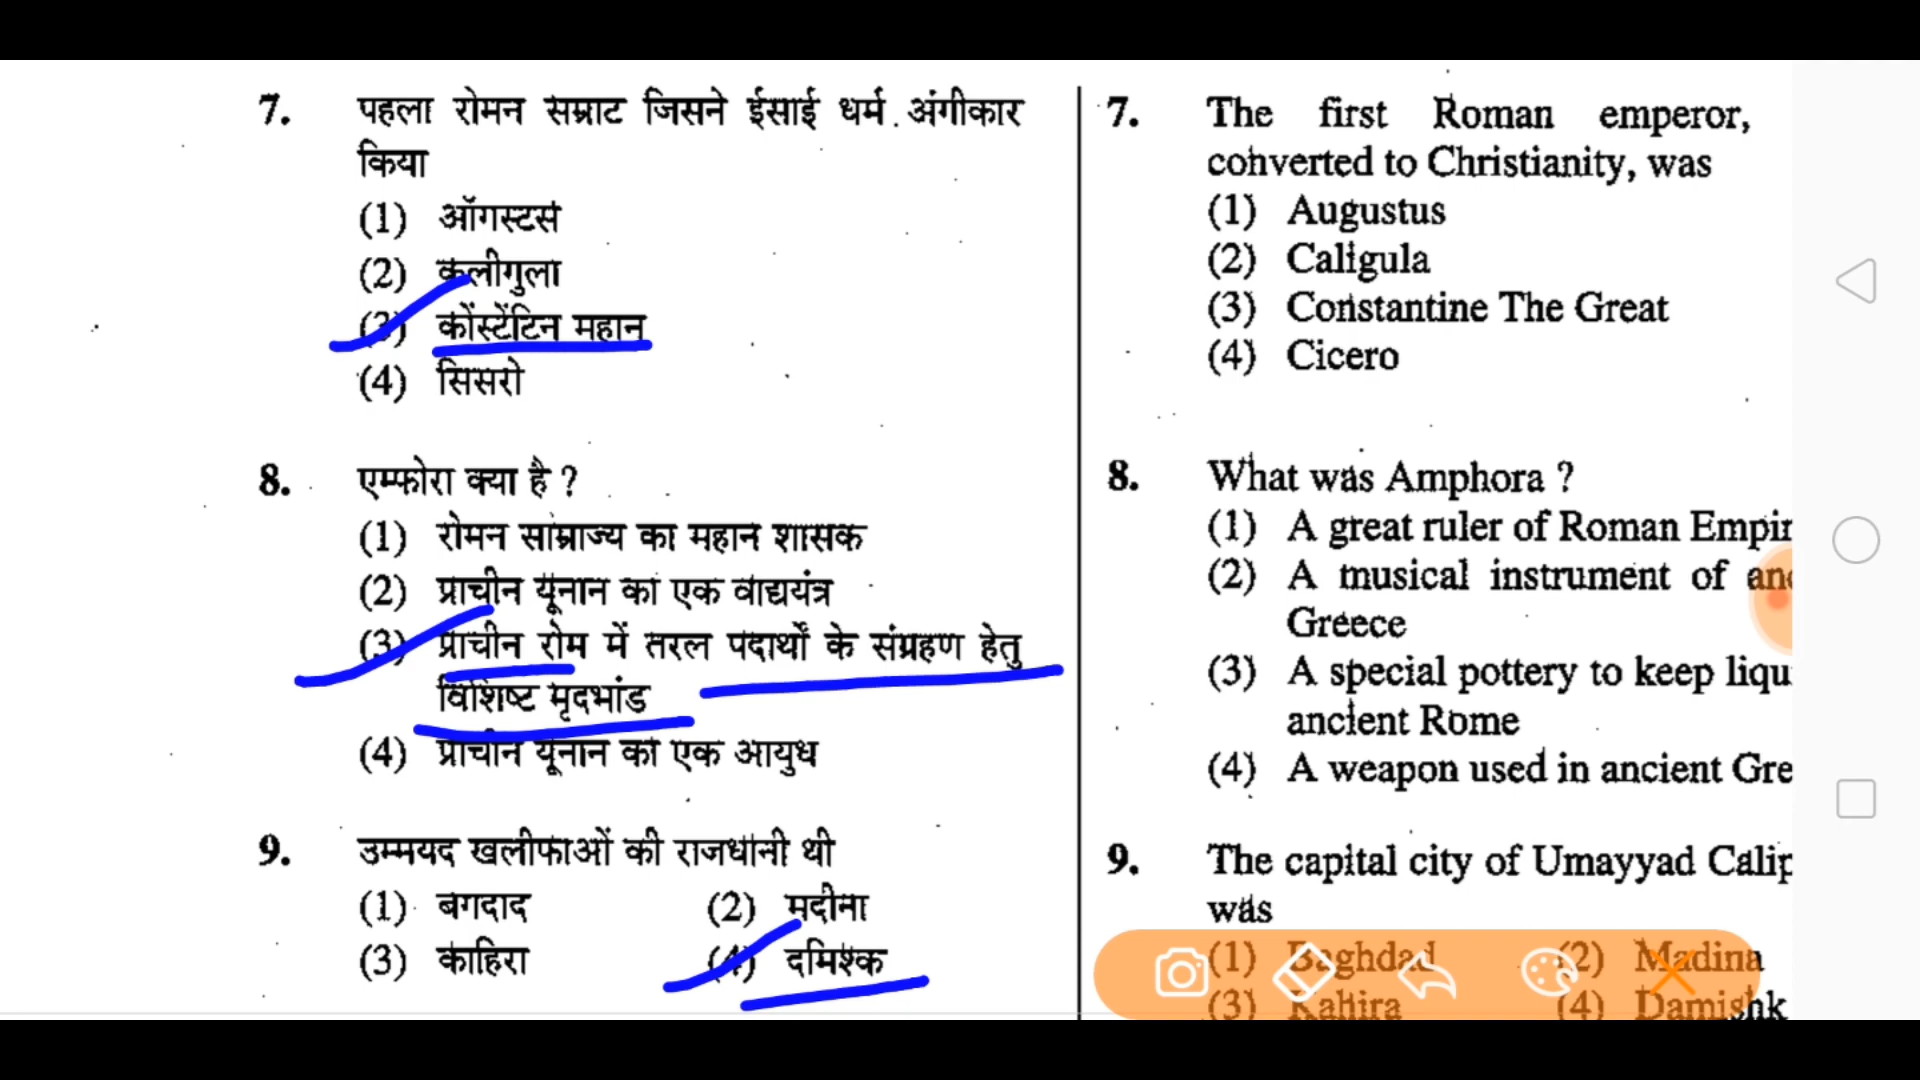 7. पहला रोमन सम्राट जिसने ईसाई धर्म अंगीकार
किया
(1) ऑगस्टस
(2) कलीगुला
(3) कोंस्टेंटिन महान
(4) सिसरो
8. एम्फोरा क्या है ?
(1) रोमन साम्राज्य का महान शासक
(2) प्राचीन यूनान का एक वाद्ययंत्र
(3) प्राचीन रोम में तरल पदार्थों के संग्रहण हेतु
विशिष्ट मृदभांड
(4) प्राचीन यूनान का एक आयुध
9. उम्मयद खलीफाओं की राजधानी थी
(1) बगदाद (2) मदीना
(3) काहिरा (4) दमिश्क
7. The first Roman emperor,
converted to Christianity, was
(1) Augustus
(2) Caligula
(3) Constantine The Great
(4) Cicero
8. What was Amphora ?
(1) A great ruler of Roman Empir
(2) A musical instrument of anc
Greece
(3) A special pottery to keep liqu
ancient Rome
(4) A weapon used in ancient Gre
9. The capital city of Umayyad Calip
was
(1) Baghdad (2) Madina
(3) Kahira (4) Damishk